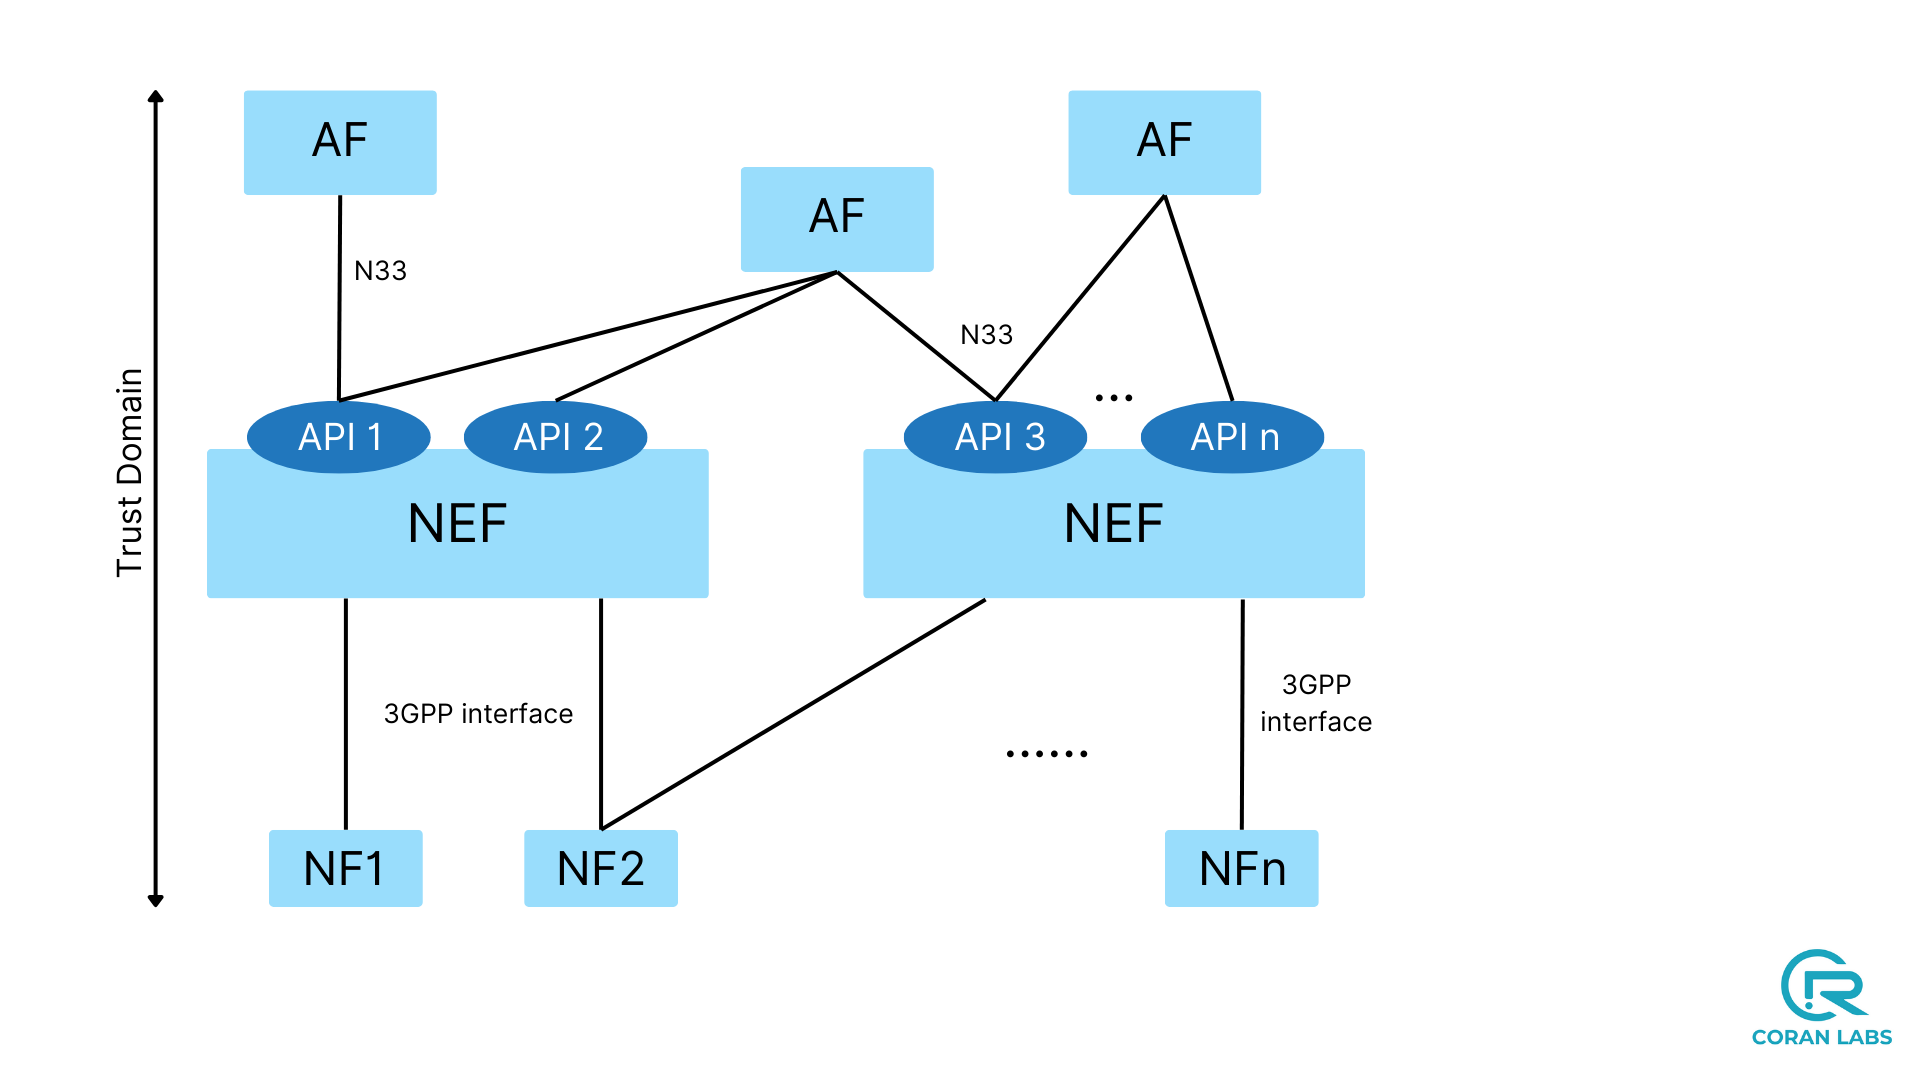 AF
AF
AF
N33
N33
...
API 1
API 2
API 3
API n
NEF
NEF
Trust Domain
3GPP interface
3GPP
interface
......
NF1
NF2
NFn
CORAN LABS